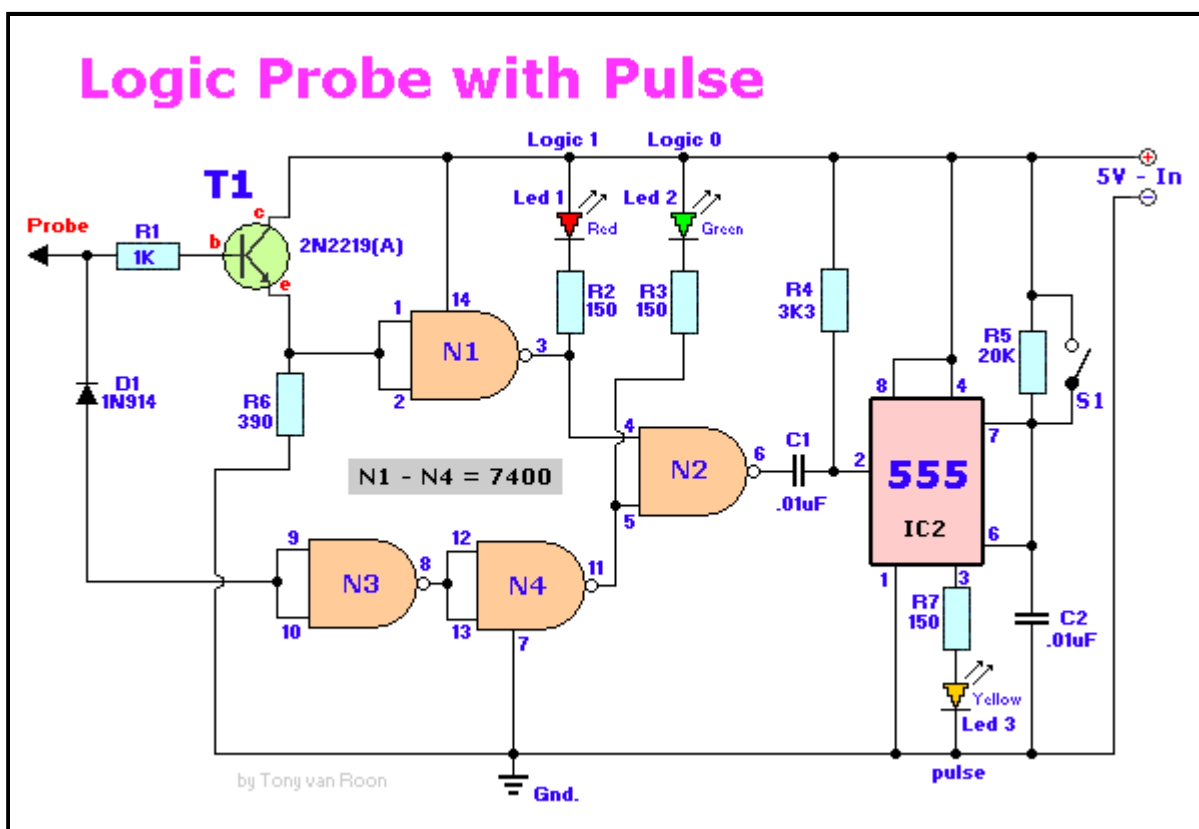 Logic Probe with Pulse
Logic 1
Logic 0
T1
c
b
e
Probe
R1
1K
2N2219(A)
Led 1
Red
Led 2
Green
+
5V - In
−
R2
150
R3
150
R4
3K3
R5
20K
S1
1
2
14
N1
3
D1
1N914
R6
390
N1 - N4 = 7400
4
5
N2
6
C1
.01uF
8
4
7
2
555
IC2
6
1
3
9
10
N3
8
12
13
N4
11
7
R7
150
C2
.01uF
Yellow
Led 3
pulse
by Tony van Roon
Gnd.